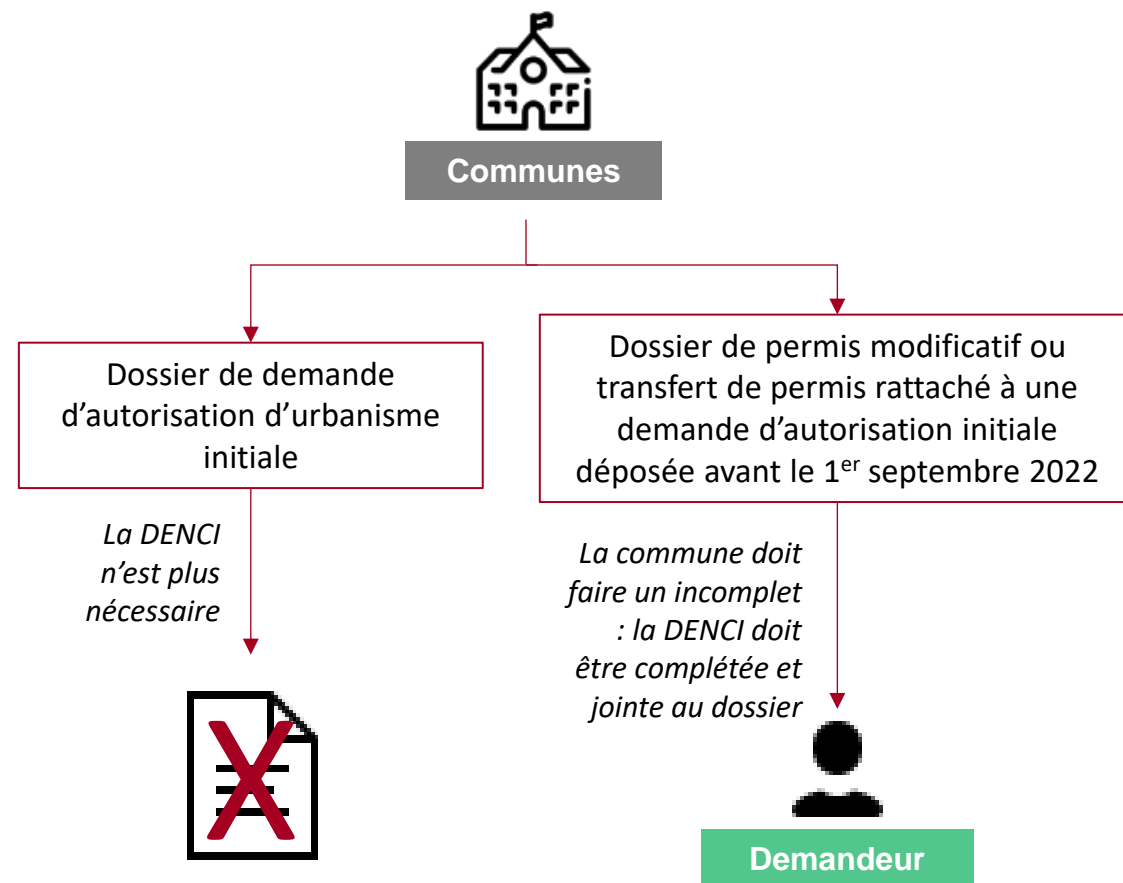 Communes
Dossier de demande
d’autorisation d’urbanisme
initiale
Dossier de permis modificatif ou
transfert de permis rattaché à une
demande d’autorisation initiale
déposée avant le 1er septembre 2022
La DENCI
n’est plus
nécessaire
La commune doit
faire un incomplet
: la DENCI doit
être complétée et
jointe au dossier
Demandeur